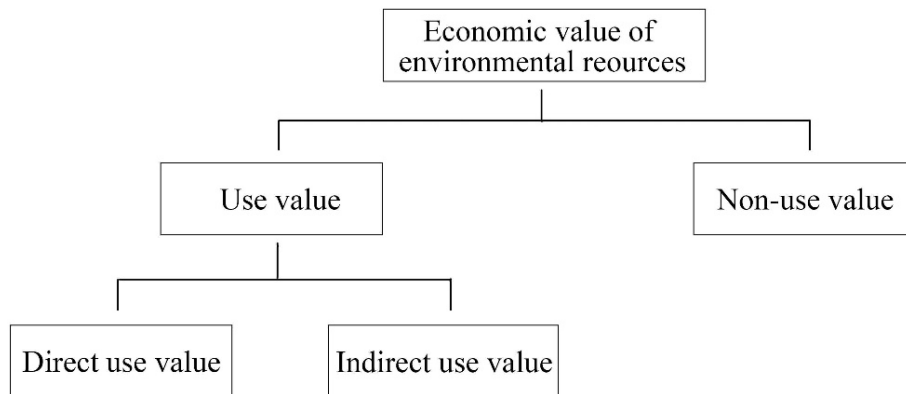 Economic value of
environmental reources
Use value
Non-use value
Direct use value
Indirect use value